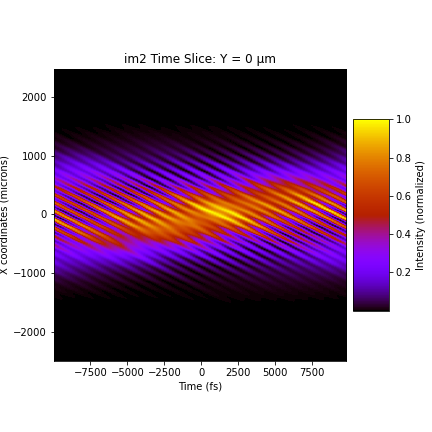 im2 Time Slice: Y = 0 μm
X coordinates (microns)
2000
1000
0
−1000
−2000
−7500 −5000 −2500 0 2500 5000 7500
Time (fs)
1.0
0.8
0.6
0.4
0.2
Intensity (normalized)